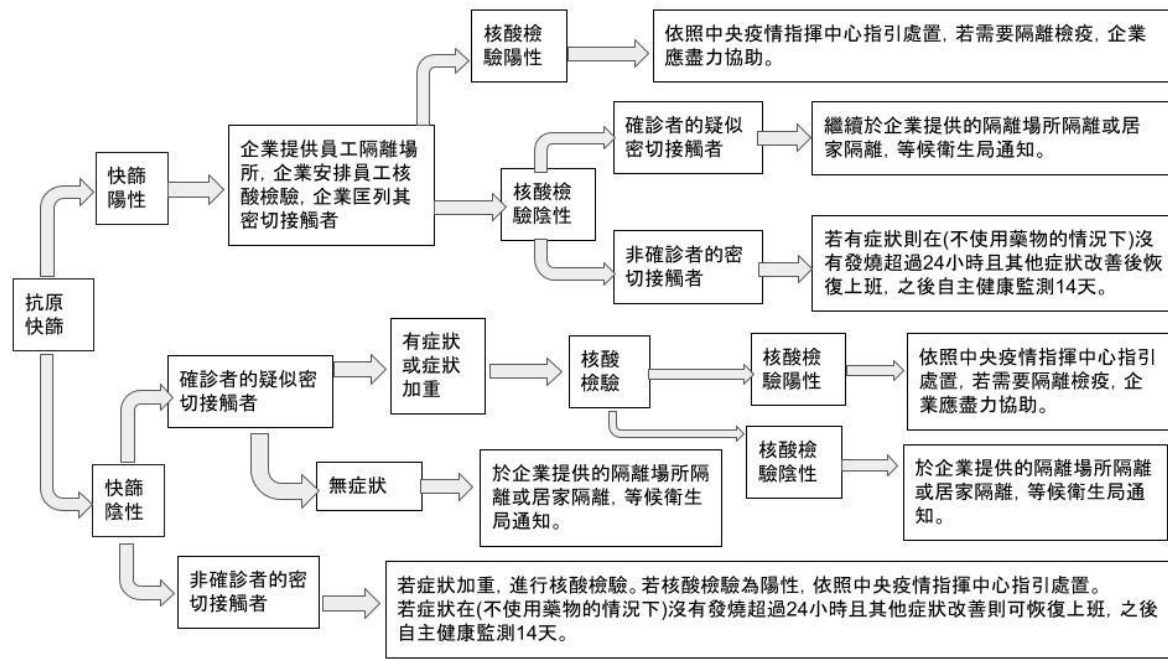 核酸檢
驗陽性
依照中央疫情指揮中心指引處置, 若需要隔離檢疫, 企業
應盡力協助。
企業提供員工隔離場
所, 企業安排員工核
酸檢驗, 企業匡列其
密切接觸者
確診者的疑似
密切接觸者
繼續於企業提供的隔離場所隔離或居
家隔離, 等候衛生局通知。
快篩
陽性
核酸檢
驗陰性
非確診者的密
切接觸者
若有症狀則在(不使用藥物的情況下)沒
有發燒超過24小時且其他症狀改善後恢
復上班, 之後自主健康監測14天。
抗原
快篩
有症狀
或症狀
加重
核酸
檢驗
核酸檢
驗陽性
依照中央疫情指揮中心指引
處置, 若需要隔離檢疫, 企
業應盡力協助。
確診者的疑似密
切接觸者
核酸檢
驗陰性
於企業提供的隔離場所隔離
或居家隔離, 等候衛生局通
知。
無症狀
於企業提供的隔離場所隔
離或居家隔離, 等候衛生
局通知。
快篩
陰性
非確診者的密
切接觸者
若症狀加重, 進行核酸檢驗。若核酸檢驗為陽性, 依照中央疫情指揮中心指引處置。
若症狀在(不使用藥物的情況下)沒有發燒超過24小時且其他症狀改善則可恢復上班, 之後
自主健康監測14天。